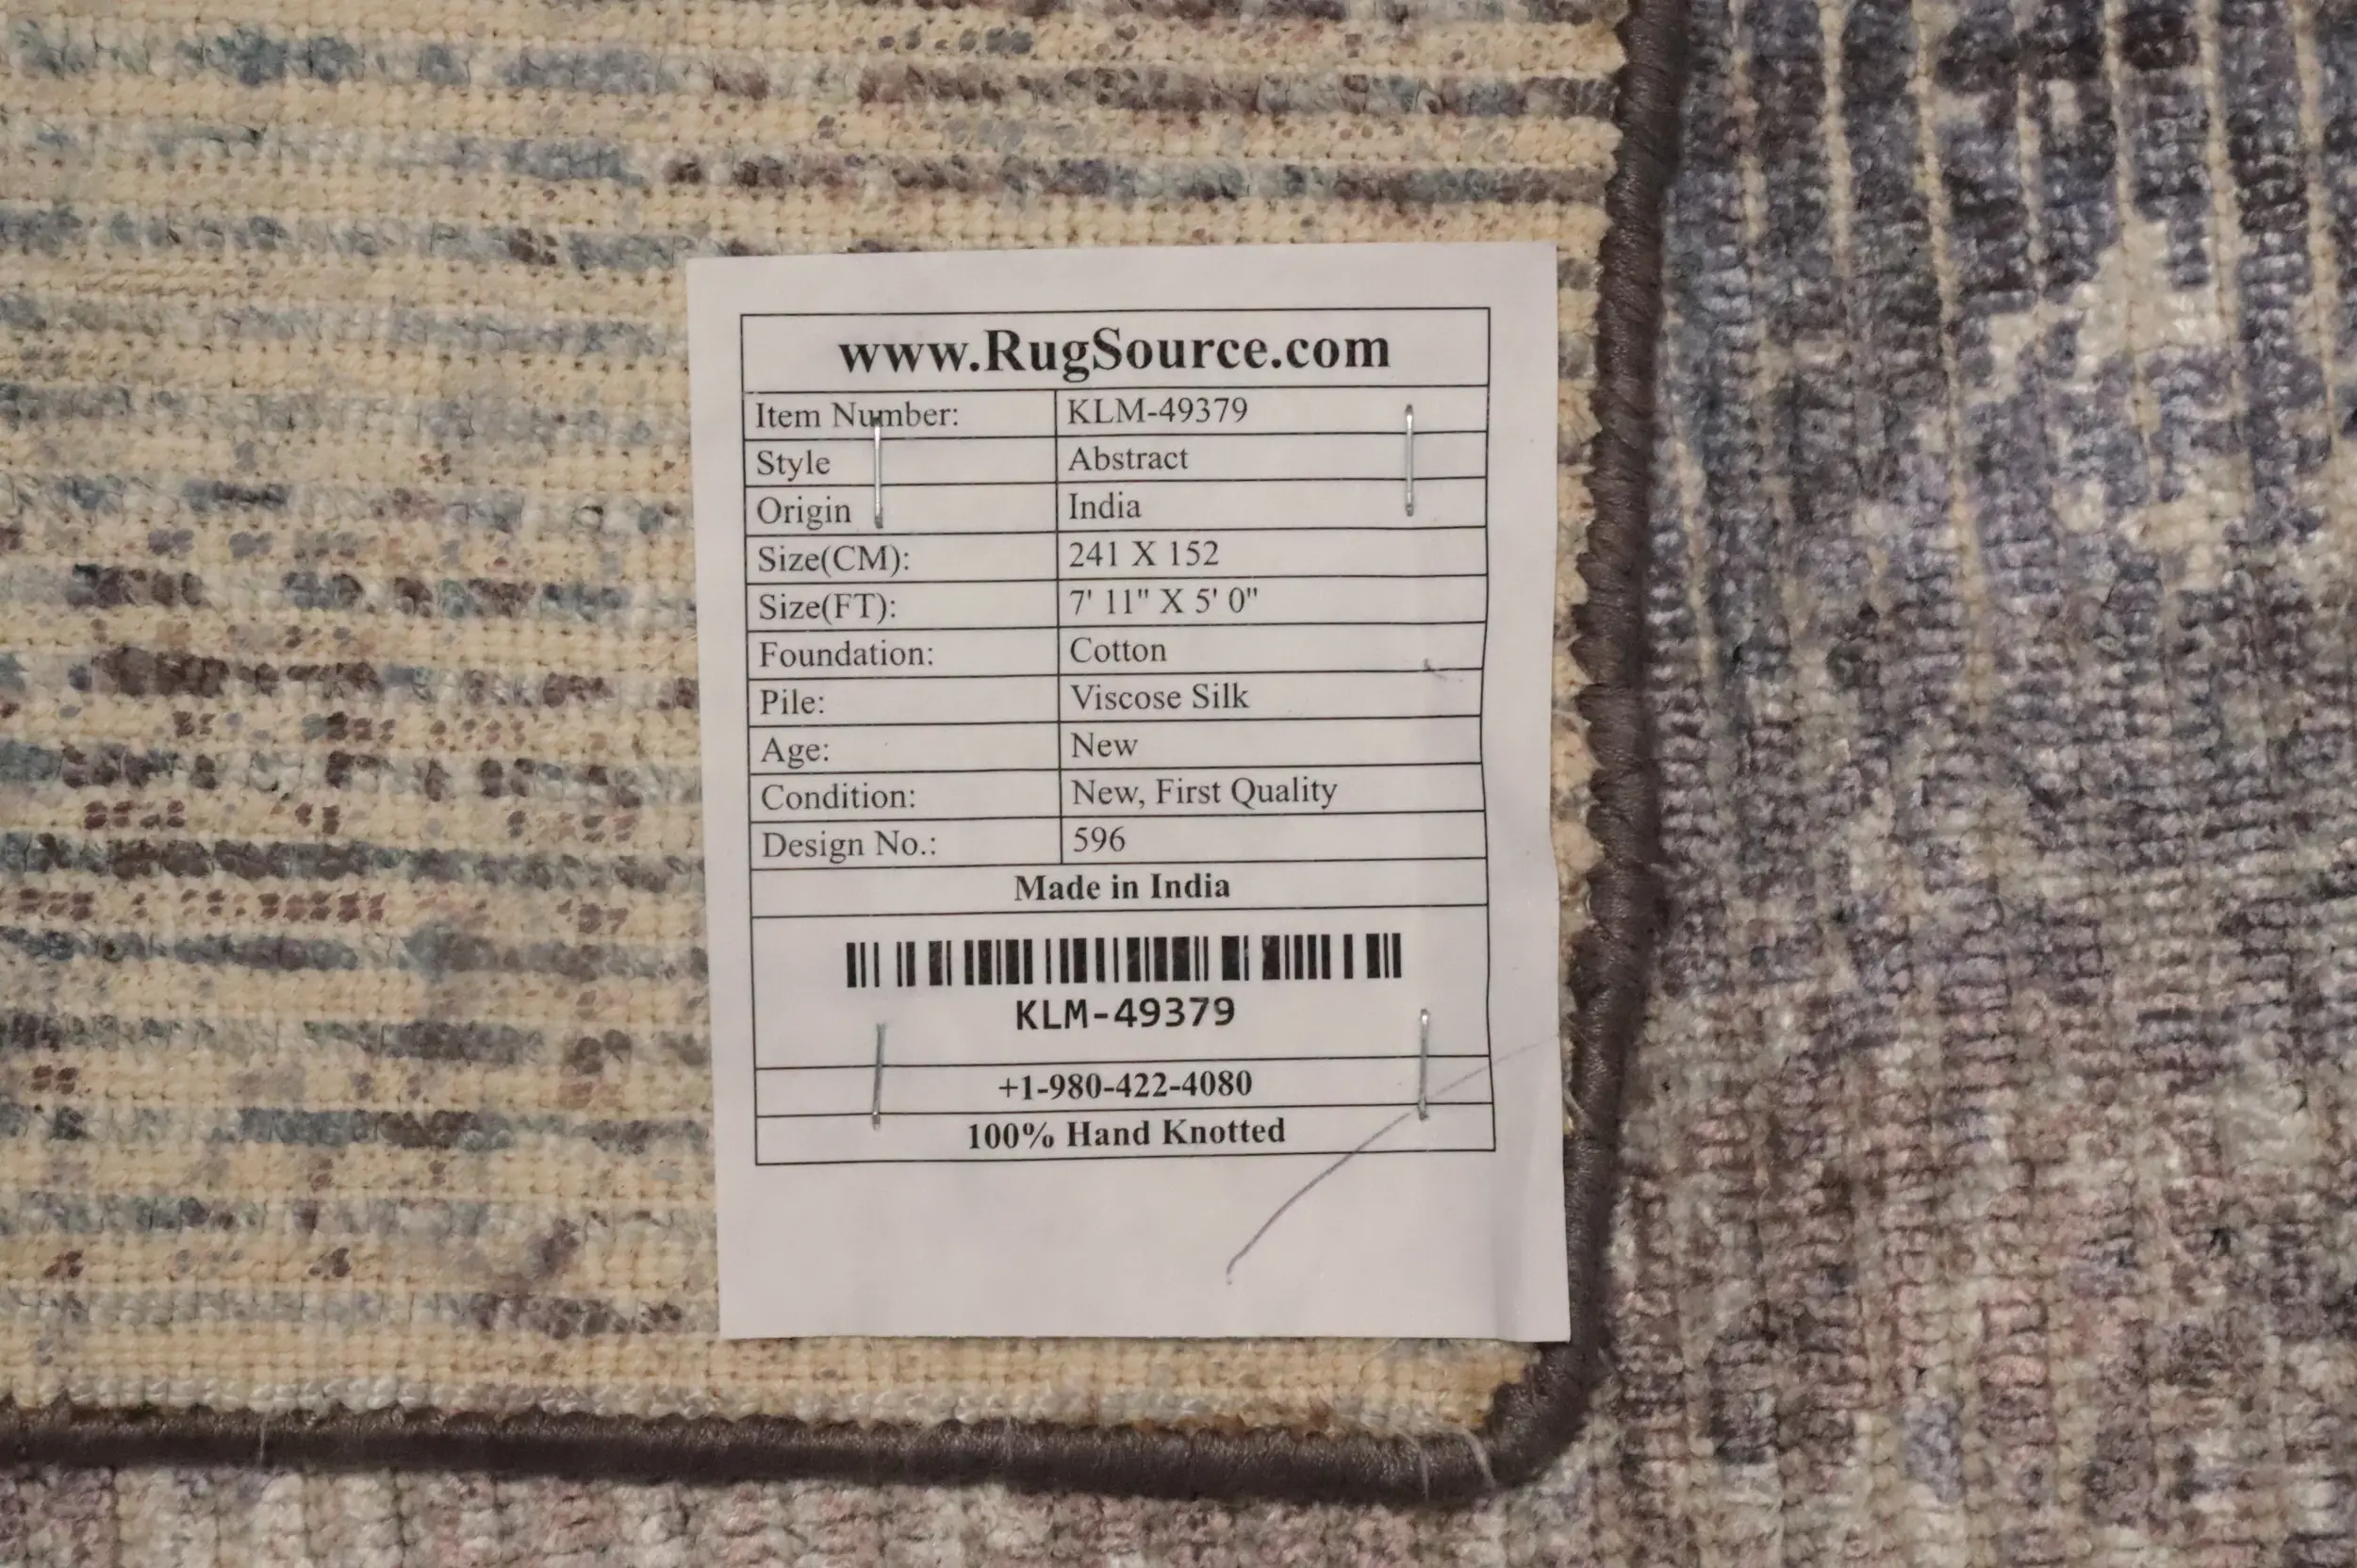 www.RugSource.com
Item Number: KLM-49379
Style Abstract
Origin India
Size(CM): 241 X 152
Size(FT): 7' 11" X 5' 0"
Foundation: Cotton
Pile: Viscose Silk
Age: New
Condition: New, First Quality
Design No.: 596
Made in India
KLM-49379
+1-980-422-4080
100% Hand Knotted